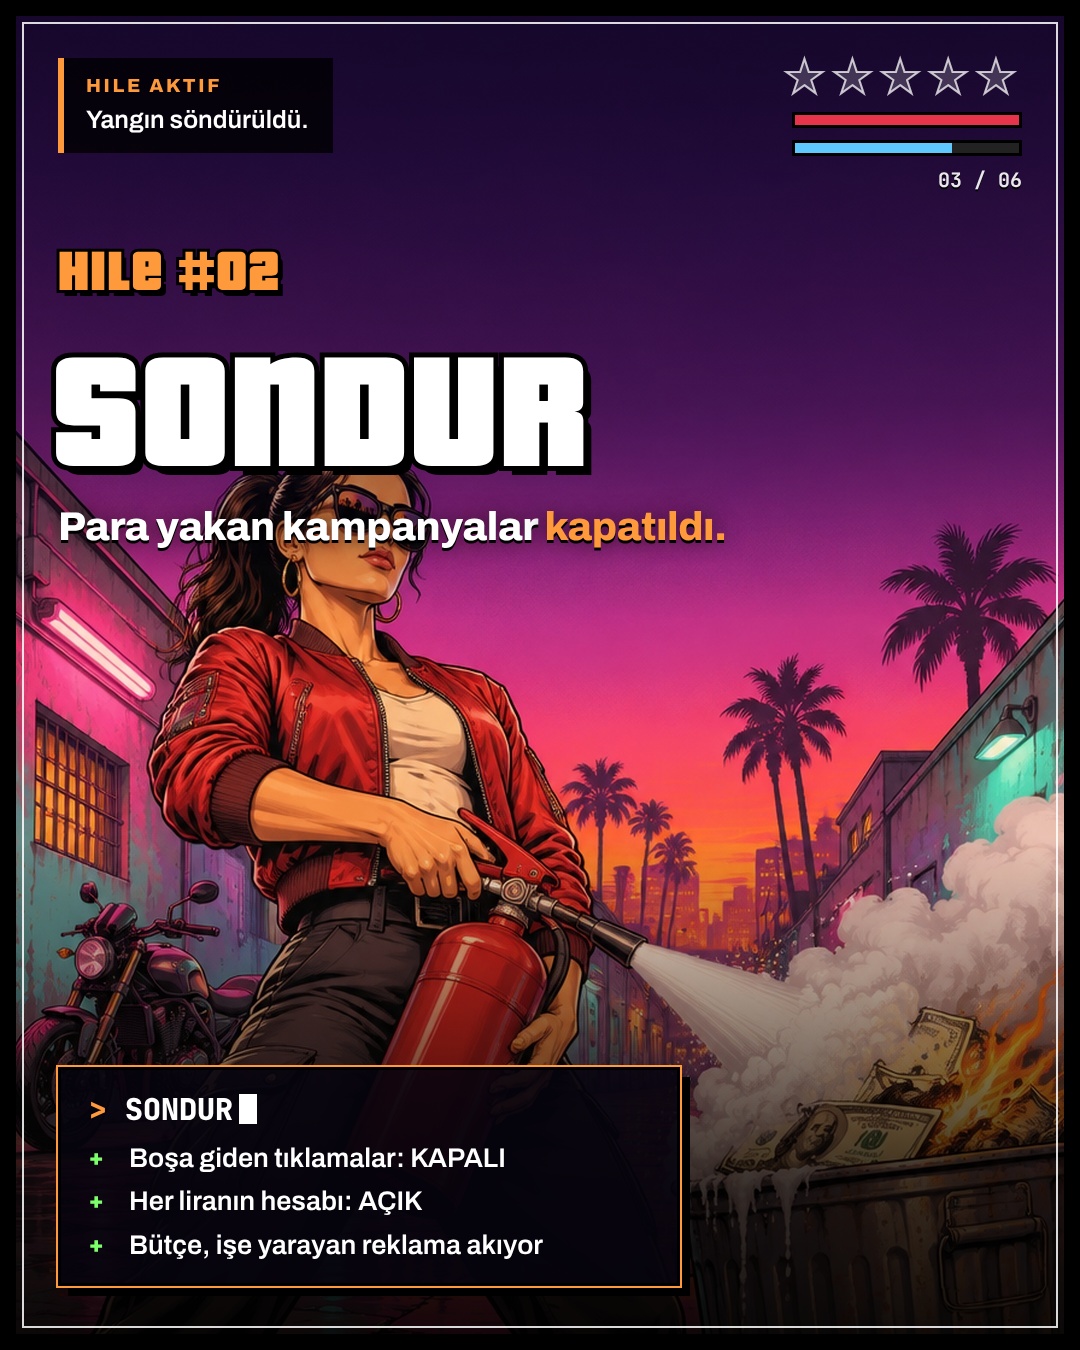 HILE AKTIF
Yangın söndürüldü.
03 / 06
HILE #02
SONDUR
Para yakan kampanyalar kapatıldı.
> SONDUR
+ Boşa giden tıklamalar: KAPALI
+ Her liranın hesabı: AÇIK
+ Bütçe, işe yarayan reklama akıyor